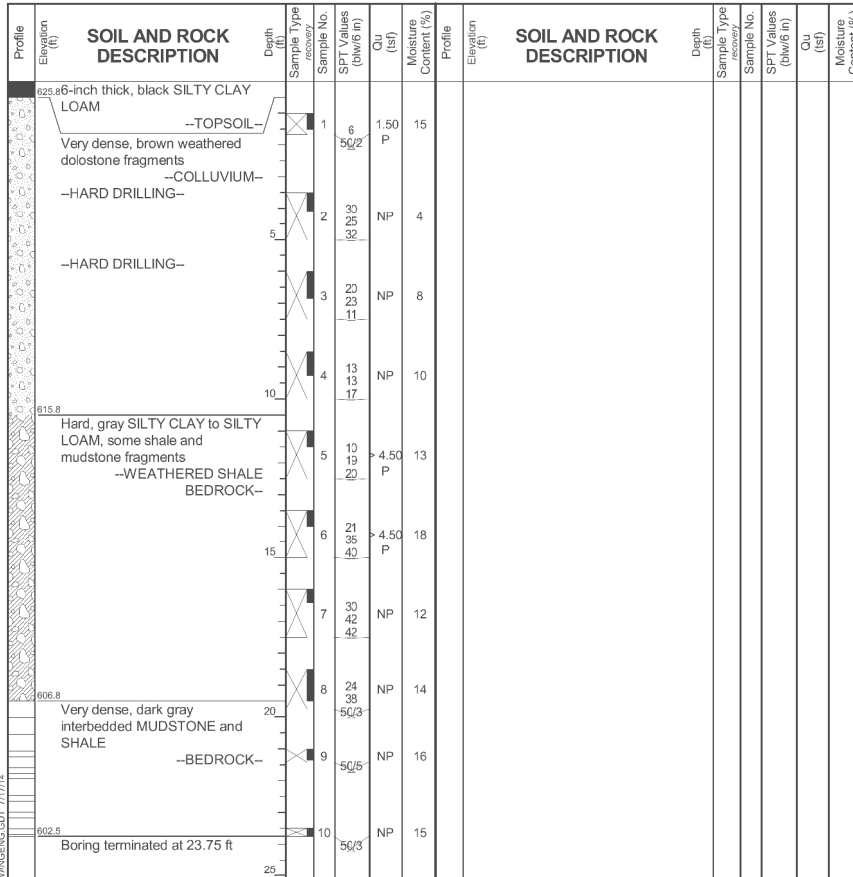 Profile
Elevation (ft)
SOIL AND ROCK DESCRIPTION
Depth (ft)
Sample Type
recovery
Sample No.
SPT Values (blw/6 in)
Qu (tsf)
Moisture Content (%)
Profile
Elevation (ft)
SOIL AND ROCK DESCRIPTION
Depth (ft)
Sample Type
recovery
Sample No.
SPT Values (blw/6 in)
Qu (tsf)
Moisture Content (%)
625.8 6-inch thick, black SILTY CLAY
LOAM
--TOPSOIL--
1 6 50/2 1.50 P 15
Very dense, brown weathered
dolostone fragments
--COLLUVIUM--
--HARD DRILLING--
2 30 25 32 NP 4
5
--HARD DRILLING--
3 20 23 11 NP 8
4 13 13 17 NP 10
10
615.8
Hard, gray SILTY CLAY to SILTY
LOAM, some shale and
mudstone fragments
--WEATHERED SHALE
BEDROCK--
5 10 19 20 > 4.50 P 13
6 21 35 40 > 4.50 P 18
15
7 30 42 42 NP 12
8 24 38 50/3 NP 14
606.8
Very dense, dark gray
interbedded MUDSTONE and
SHALE
--BEDROCK--
20
9 50/5 NP 16
602.5
10 50/3 NP 15
Boring terminated at 23.75 ft
25